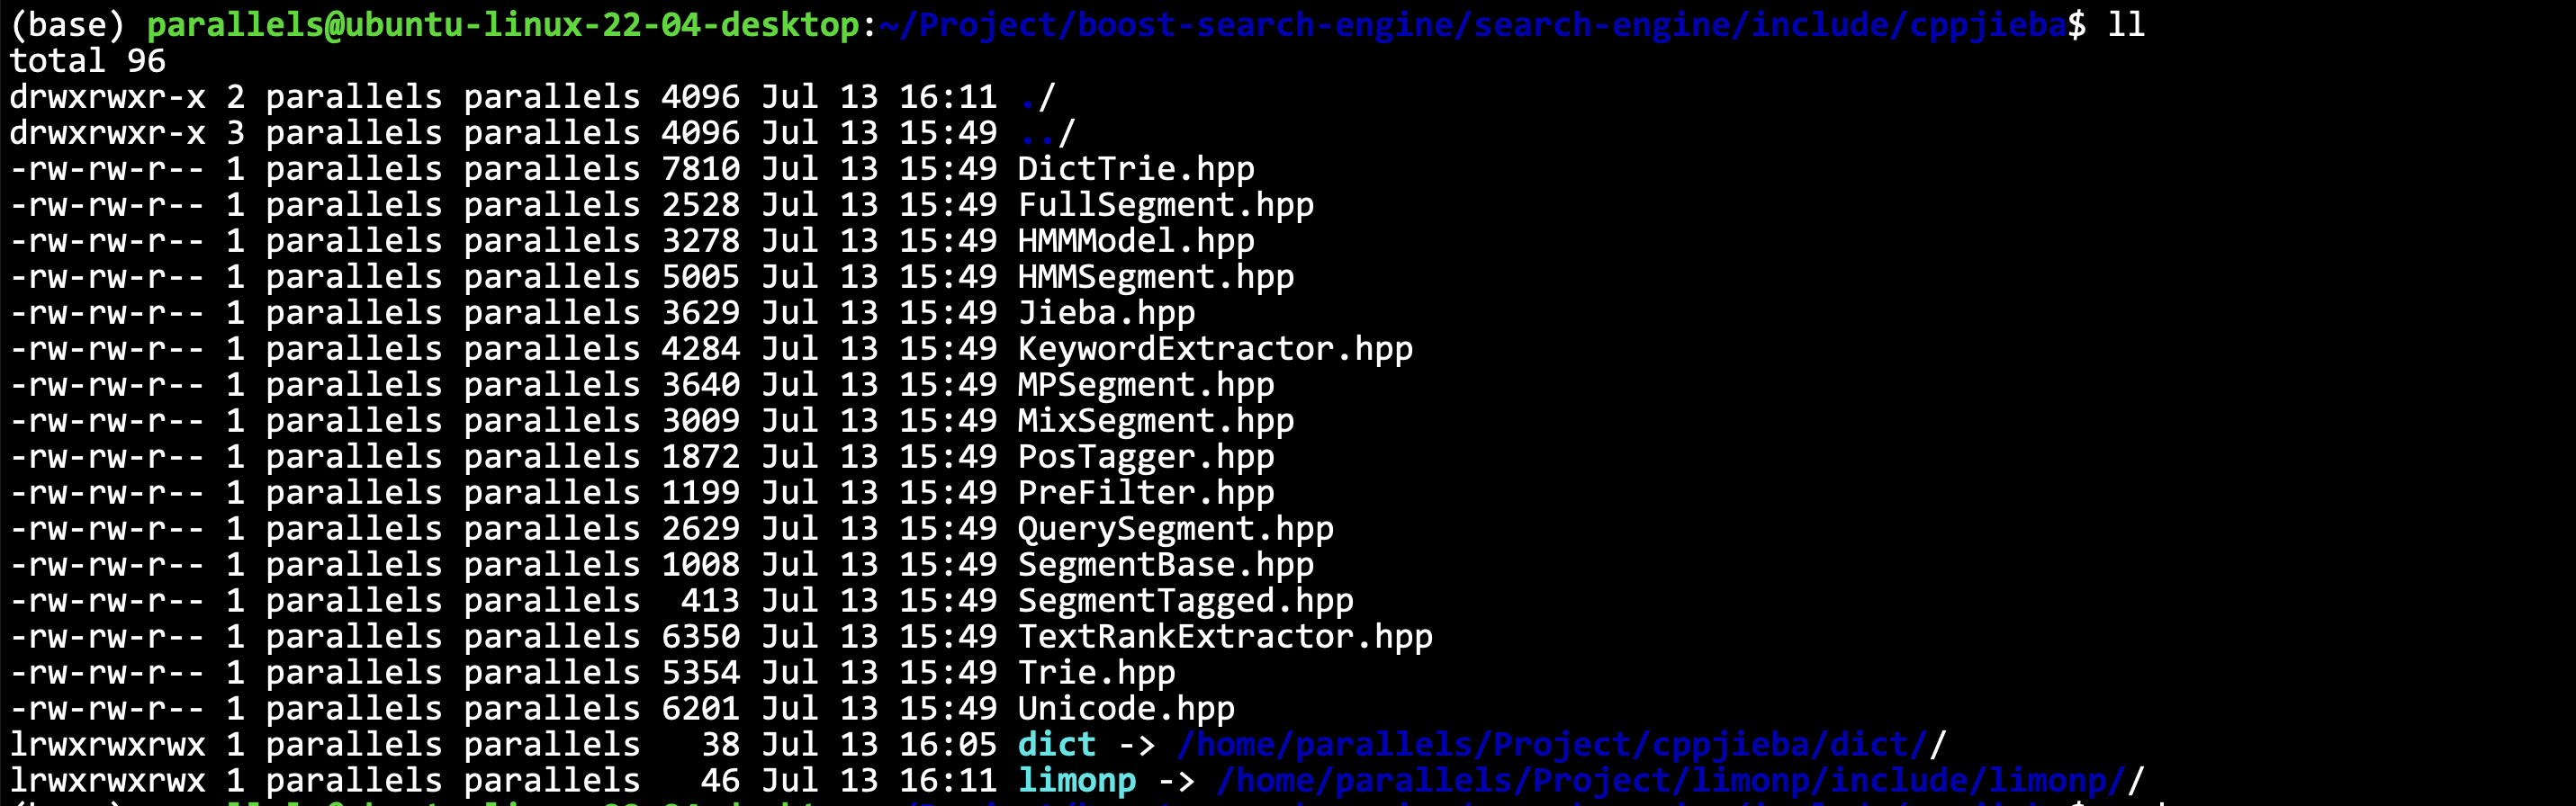 (base) parallels@ubuntu-linux-22-04-desktop:~/Project/boost-search-engine/search-engine/include/cppjieba$ ll
total 96
drwxrwxr-x 2 parallels parallels 4096 Jul 13 16:11 ./
drwxrwxr-x 3 parallels parallels 4096 Jul 13 15:49 ../
-rw-rw-r-- 1 parallels parallels 7810 Jul 13 15:49 DictTrie.hpp
-rw-rw-r-- 1 parallels parallels 2528 Jul 13 15:49 FullSegment.hpp
-rw-rw-r-- 1 parallels parallels 3278 Jul 13 15:49 HMMModel.hpp
-rw-rw-r-- 1 parallels parallels 5005 Jul 13 15:49 HMMSegment.hpp
-rw-rw-r-- 1 parallels parallels 3629 Jul 13 15:49 Jieba.hpp
-rw-rw-r-- 1 parallels parallels 4284 Jul 13 15:49 KeywordExtractor.hpp
-rw-rw-r-- 1 parallels parallels 3640 Jul 13 15:49 MPSegment.hpp
-rw-rw-r-- 1 parallels parallels 3009 Jul 13 15:49 MixSegment.hpp
-rw-rw-r-- 1 parallels parallels 1872 Jul 13 15:49 PosTagger.hpp
-rw-rw-r-- 1 parallels parallels 1199 Jul 13 15:49 PreFilter.hpp
-rw-rw-r-- 1 parallels parallels 2629 Jul 13 15:49 QuerySegment.hpp
-rw-rw-r-- 1 parallels parallels 1008 Jul 13 15:49 SegmentBase.hpp
-rw-rw-r-- 1 parallels parallels  413 Jul 13 15:49 SegmentTagged.hpp
-rw-rw-r-- 1 parallels parallels 6350 Jul 13 15:49 TextRankExtractor.hpp
-rw-rw-r-- 1 parallels parallels 5354 Jul 13 15:49 Trie.hpp
-rw-rw-r-- 1 parallels parallels 6201 Jul 13 15:49 Unicode.hpp
lrwxrwxrwx 1 parallels parallels   38 Jul 13 16:05 dict -> /home/parallels/Project/cppjieba/dict//
lrwxrwxrwx 1 parallels parallels   46 Jul 13 16:11 limonp -> /home/parallels/Project/limonp/include/limonp//